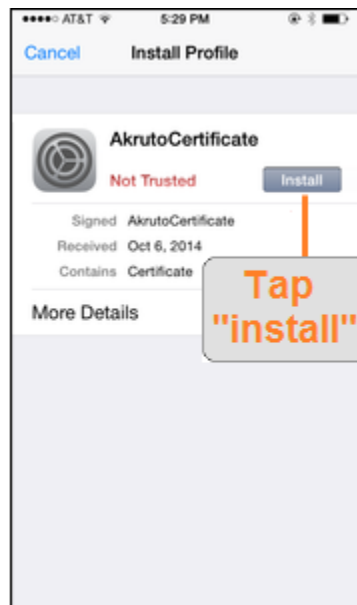 AT&T 5:29 PM
Cancel Install Profile
AkrutoCertificate
Not Trusted Install
Signed AkrutoCertificate
Received Oct 6, 2014
Contains Certificate
More Details
Tap
"install"